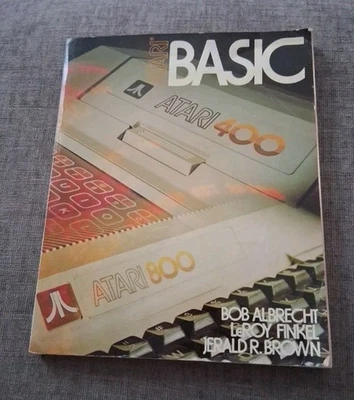 ATARI®
BASIC
ATARI 400
ATARI 800
BOB ALBRECHT
LeROY FINKEL
JERALD R. BROWN